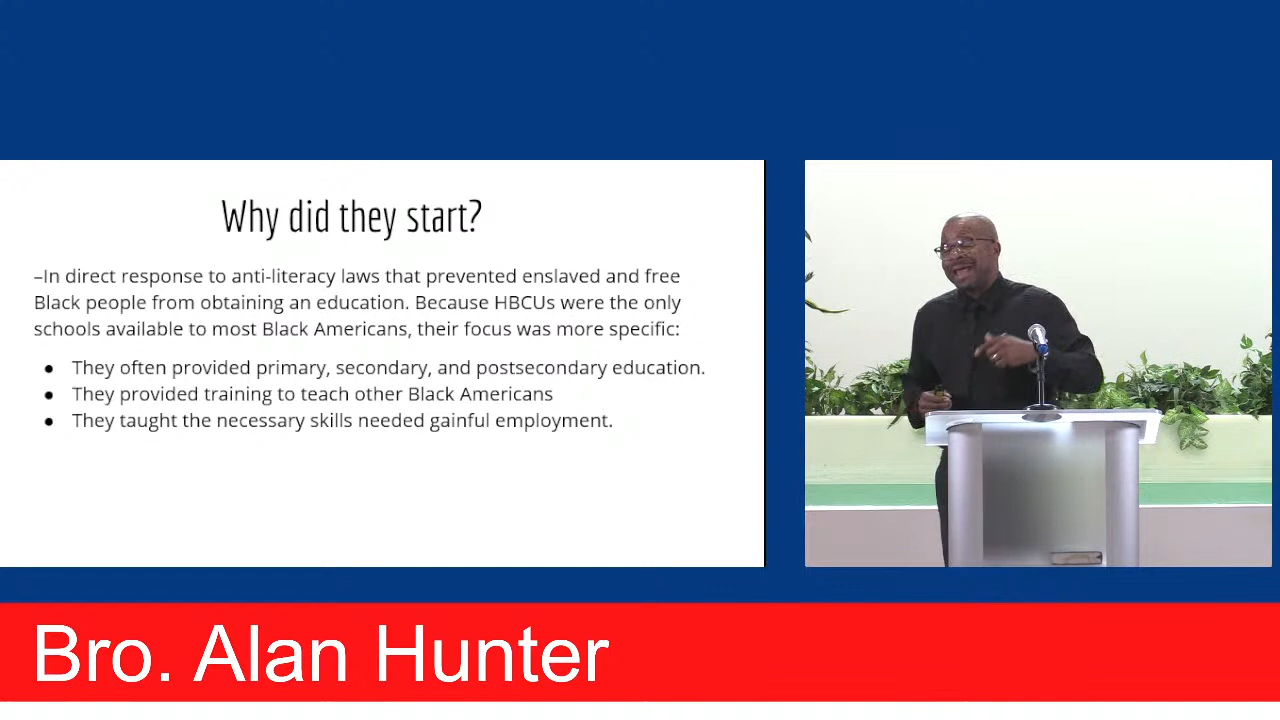 Why did they start?
–In direct response to anti-literacy laws that prevented enslaved and free
Black people from obtaining an education. Because HBCUs were the only
schools available to most Black Americans, their focus was more specific:
● They often provided primary, secondary, and postsecondary education.
● They provided training to teach other Black Americans
● They taught the necessary skills needed gainful employment.
Bro. Alan Hunter